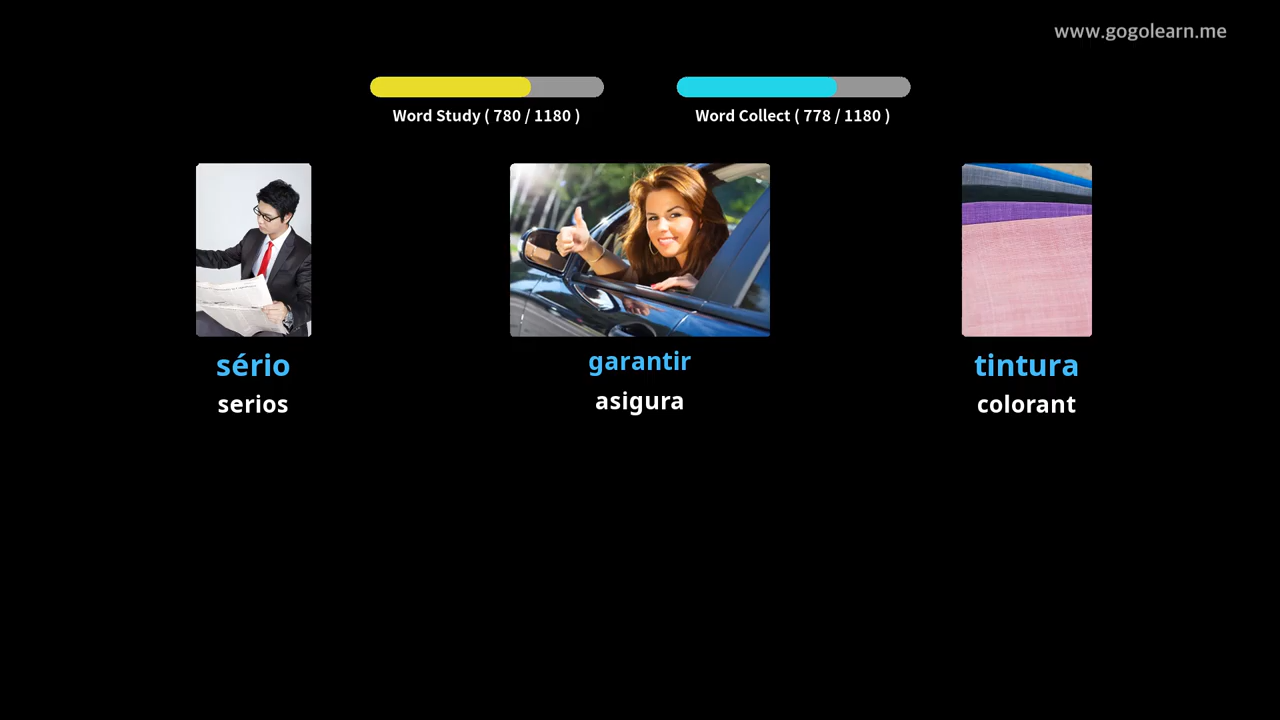 www.gogolearn.me
Word Study ( 780 / 1180 )
Word Collect ( 778 / 1180 )
sério
garantir
tintura
serios
asigura
colorant